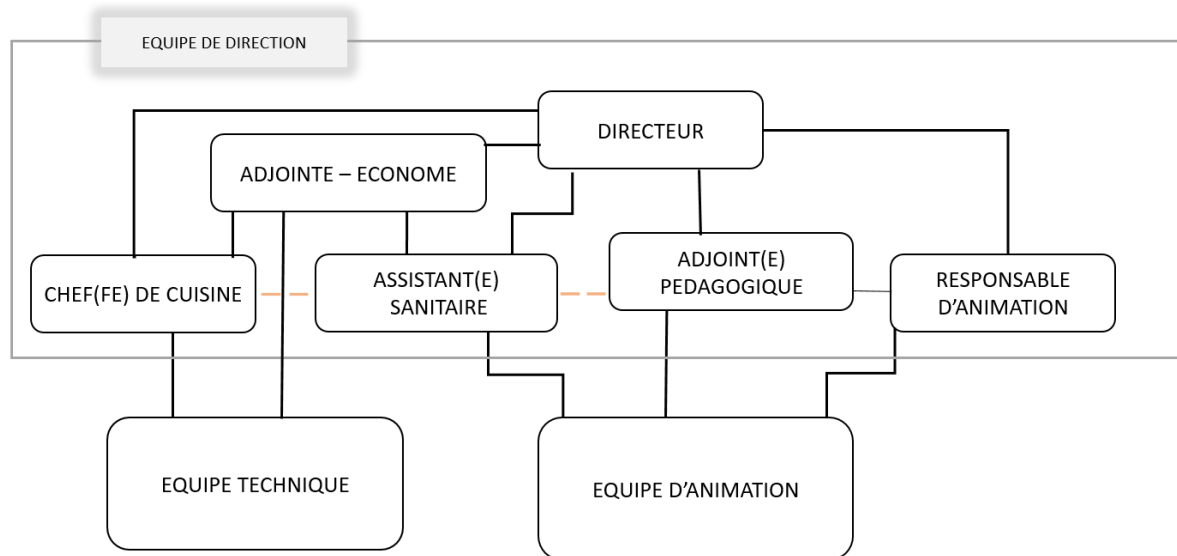 EQUIPE DE DIRECTION
DIRECTEUR
ADJOINTE – ECONOME
CHEF(FE) DE CUISINE
ASSISTANT(E)
SANITAIRE
ADJOINT(E)
PEDAGOGIQUE
RESPONSABLE
D’ANIMATION
EQUIPE TECHNIQUE
EQUIPE D’ANIMATION